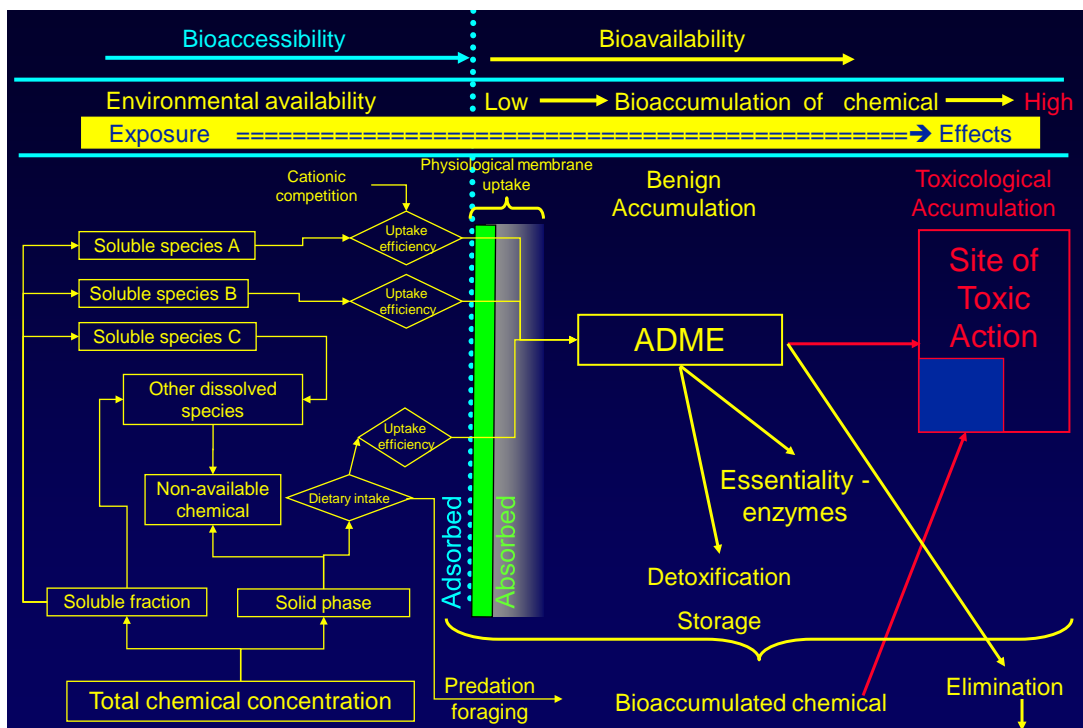 Bioaccessibility
Bioavailability
Environmental availability
Low
Bioaccumulation of chemical
High
Exposure ================================================➔ Effects
Physiological membrane
uptake
Cationic
competition
Benign
Accumulation
Toxicological
Accumulation
Soluble species A
Uptake
efficiency
Soluble species B
Uptake
efficiency
Soluble species C
Site of
Toxic
Action
ADME
Other dissolved
species
Uptake
efficiency
Non-available
chemical
Dietary intake
Essentiality -
enzymes
Adsorbed
Absorbed
Detoxification
Soluble fraction
Solid phase
Storage
Total chemical concentration
Predation
foraging
Bioaccumulated chemical
Elimination